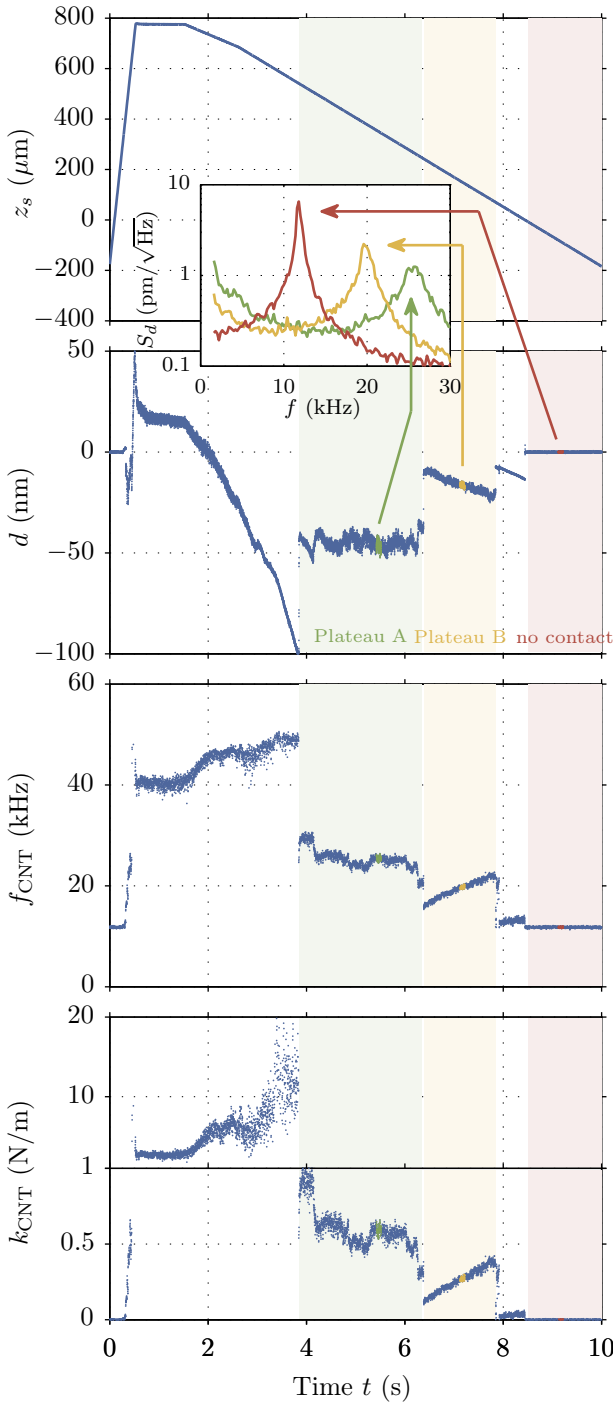 800
600
400
200
0
−200
−400
z_s (μm)
10
1
0.1
S_d (pm/√Hz)
0 10 20 30
f (kHz)
50
0
−50
−100
d (nm)
Plateau A Plateau B no contact
60
40
20
0
f_CNT (kHz)
20
10
1
0.5
0
k_CNT (N/m)
0 2 4 6 8 10
Time t (s)